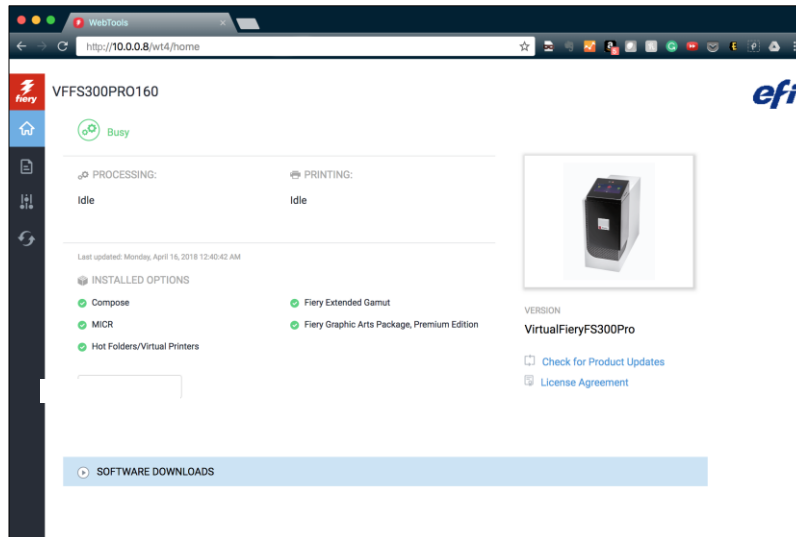 WebTools
http://10.0.0.8/wt4/home
fiery
VFFS300PRO160
efi
Busy
PROCESSING:
PRINTING:
Idle
Idle
Last updated: Monday, April 16, 2018 12:40:42 AM
INSTALLED OPTIONS
Compose
Fiery Extended Gamut
MICR
Fiery Graphic Arts Package, Premium Edition
Hot Folders/Virtual Printers
VERSION
VirtualFieryFS300Pro
Check for Product Updates
License Agreement
SOFTWARE DOWNLOADS